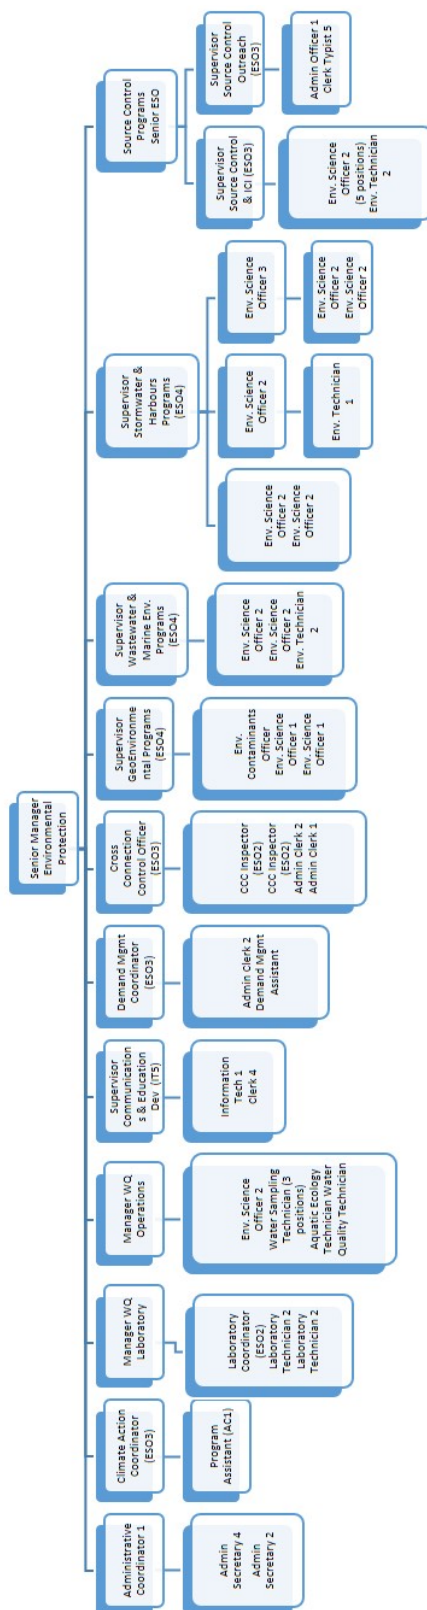 Senior Manager
Environmental
Protection
Administrative
Coordinator 1
Climate Action
Coordinator
(ESO3)
Manager WQ
Laboratory
Manager WQ
Operations
Supervisor
Communication
s & Education
Dev (IT5)
Demand Mgmt
Coordinator
(ESO3)
Cross
Connection
Control Officer
(ESO3)
Supervisor
GeoEnvironme
ntal Programs
(ESO4)
Supervisor
Wastewater &
Marine Env.
Programs
(ESO4)
Supervisor
Stormwater &
Harbours
Programs
(ESO4)
Source Control
Programs
Senior ESO
Admin
Secretary 4
Admin
Secretary 2
Program
Assistant (AC1)
Laboratory
Coordinator
(ESO2)
Laboratory
Technician 2
Laboratory
Technician 2
Env. Science
Officer 2
Water Sampling
Technician (3
positions)
Aquatic Ecology
Technician Water
Quality Technician
Information
Tech 1
Clerk 4
Admin Clerk 2
Demand Mgmt
Assistant
CCC Inspector
(ESO2)
CCC Inspector
(ESO2)
Admin Clerk 2
Admin Clerk 1
Env.
Contaminants
Officer
Env. Science
Officer 1
Env. Science
Officer 1
Env. Science
Officer 2
Env. Science
Officer 2
Env. Technician
2
Env. Science
Officer 2
Env. Science
Officer 2
Env. Science
Officer 2
Env. Technician
1
Env. Science
Officer 3
Env. Science
Officer 2
Env. Science
Officer 2
Supervisor
Source Control
& ICI (ESO3)
Env. Science
Officer 2
(5 positions)
Env. Technician
2
Supervisor
Source Control
Outreach
(ESO3)
Admin Officer 1
Clerk Typist 5